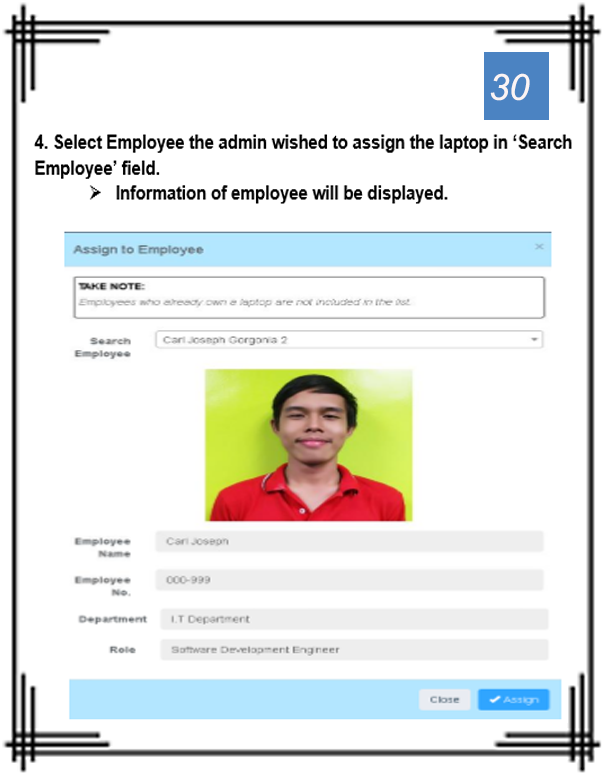 30
4. Select Employee the admin wished to assign the laptop in ‘Search
Employee’ field.
➢ Information of employee will be displayed.
Assign to Employee ×
TAKE NOTE:
Employees who already own a laptop are not included in the list.
Search
Employee
Carl Joseph Gorgonia 2
Employee
Name
Carl Joseph
Employee
No.
000-999
Department
I.T Department
Role
Software Development Engineer
Close
✔ Assign